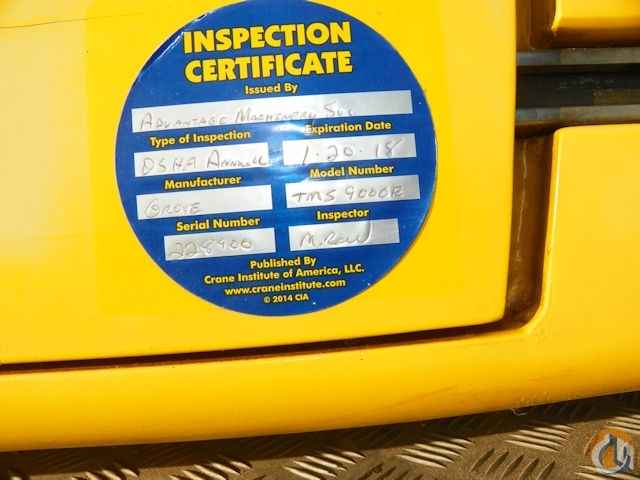 INSPECTION
CERTIFICATE
Issued By
ADVANTAGE MACHINERY SVC
Type of Inspection Expiration Date
OSHA ANNUAL 1-20-18
Manufacturer Model Number
GROVE TMS 9000E
Serial Number Inspector
228900 M. ROW
Published By
Crane Institute of America, LLC.
www.craneinstitute.com
© 2014 CIA